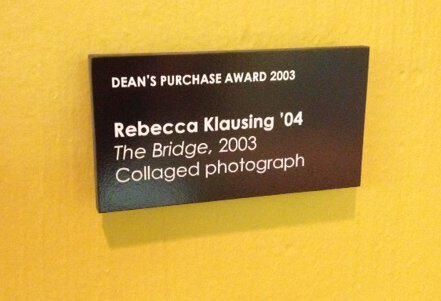 DEAN'S PURCHASE AWARD 2003
Rebecca Klausing ’04
The Bridge, 2003
Collaged photograph